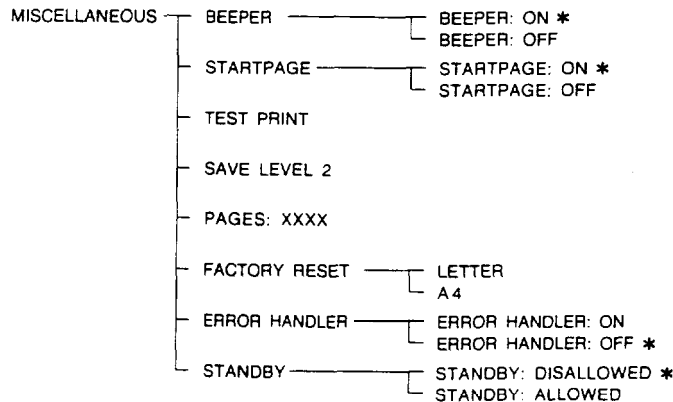 MISCELLANEOUS BEEPER BEEPER: ON *
BEEPER: OFF
STARTPAGE STARTPAGE: ON *
STARTPAGE: OFF
TEST PRINT
SAVE LEVEL 2
PAGES: XXXX
FACTORY RESET LETTER
A4
ERROR HANDLER ERROR HANDLER: ON
ERROR HANDLER: OFF *
STANDBY STANDBY: DISALLOWED *
STANDBY: ALLOWED